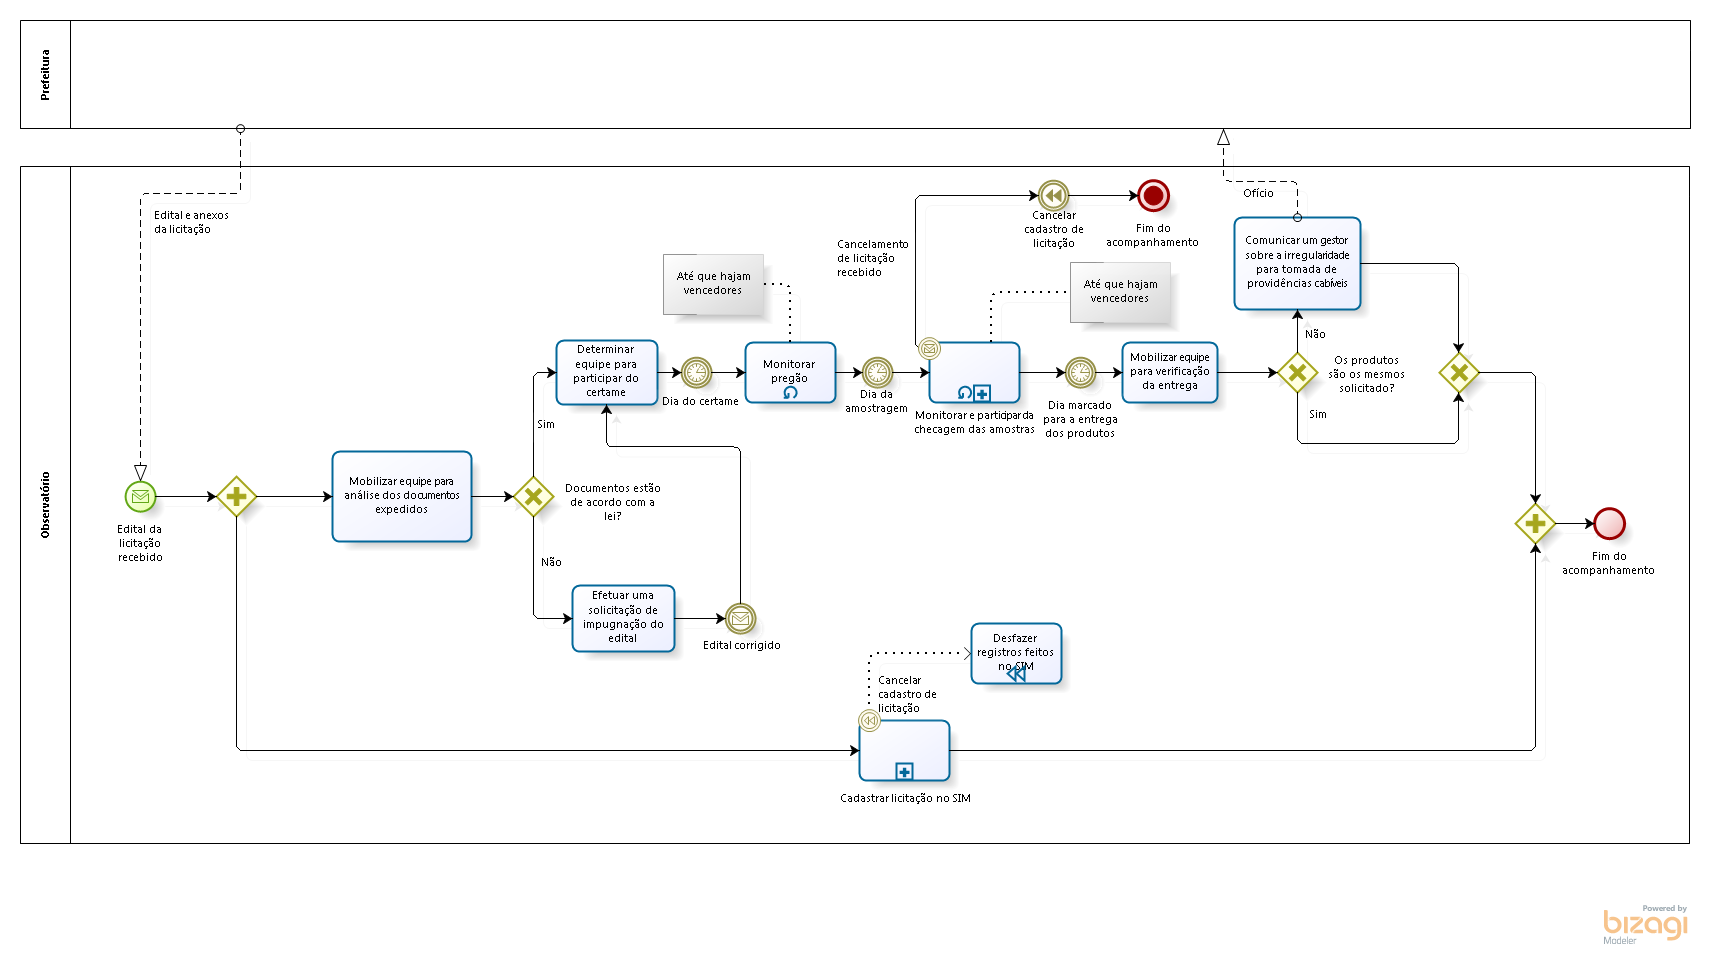 Prefeitura
Observatório
Edital e anexos
da licitação
Edital da
licitação
recebido
Mobilizar equipe para
análise dos documentos
expedidos
Documentos estão
de acordo com a
lei?
Sim
Não
Determinar
equipe para
participar do
certame
Dia do certame
Efetuar uma
solicitação de
impugnação do
edital
Edital corrigido
Até que hajam
vencedores
Monitorar
pregão
Dia da
amostragem
Cancelamento
de licitação
recebido
Cancelar
cadastro de
licitação
Fim do
acompanhamento
Até que hajam
vencedores
Monitorar e participar da
checagem das amostras
Dia marcado
para a entrega
dos produtos
Mobilizar equipe
para verificação
da entrega
Ofício
Comunicar um gestor
sobre a irregularidade
para tomada de
providências cabíveis
Não
Os produtos
são os mesmos
solicitado?
Sim
Fim do
acompanhamento
Desfazer
registros feitos
no SIM
Cancelar
cadastro de
licitação
Cadastrar licitação no SIM
Powered by
bizagi
Modeler